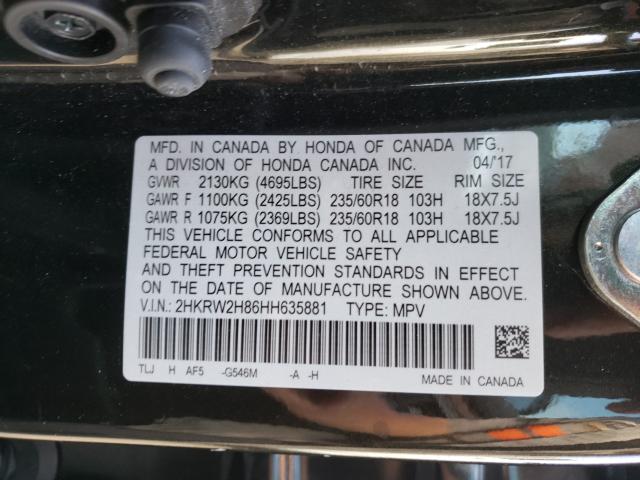 MFD. IN CANADA BY HONDA OF CANADA MFG.,
A DIVISION OF HONDA CANADA INC. 04/'17
GVWR 2130KG (4695LBS) TIRE SIZE RIM SIZE
GAWR F 1100KG (2425LBS) 235/60R18 103H 18X7.5J
GAWR R 1075KG (2369LBS) 235/60R18 103H 18X7.5J
THIS VEHICLE CONFORMS TO ALL APPLICABLE
FEDERAL MOTOR VEHICLE SAFETY
AND THEFT PREVENTION STANDARDS IN EFFECT
ON THE DATE OF MANUFACTURE SHOWN ABOVE.
V.I.N.: 2HKRW2H86HH635881 TYPE: MPV
TLJ H AF5 -G546M -A -H
MADE IN CANADA